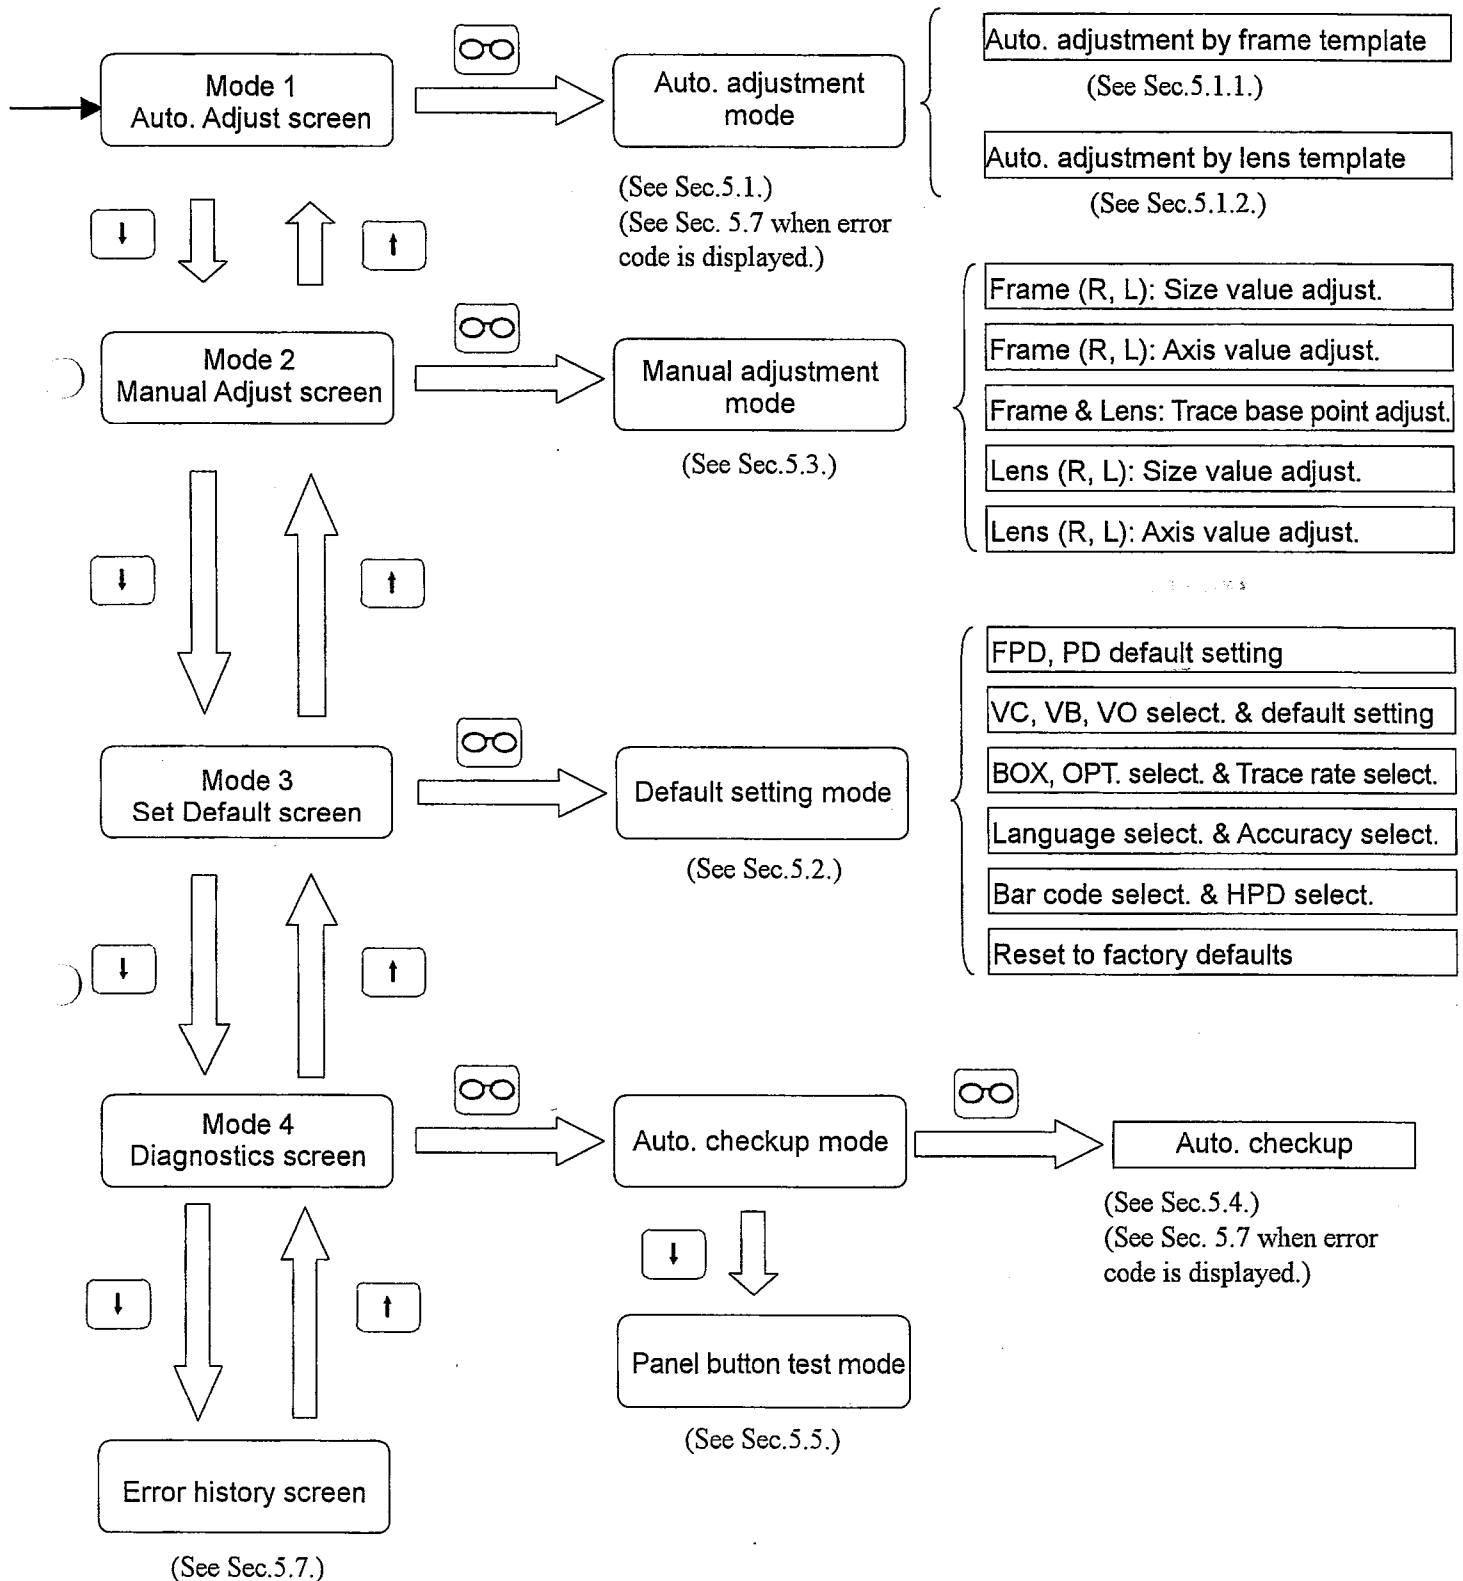 Mode 1
Auto. Adjust screen
Auto. adjustment
mode
(See Sec.5.1.)
(See Sec. 5.7 when error
code is displayed.)
Auto. adjustment by frame template
(See Sec.5.1.1.)
Auto. adjustment by lens template
(See Sec.5.1.2.)
↓
↑
Mode 2
Manual Adjust screen
Manual adjustment
mode
(See Sec.5.3.)
Frame (R, L): Size value adjust.
Frame (R, L): Axis value adjust.
Frame & Lens: Trace base point adjust.
Lens (R, L): Size value adjust.
Lens (R, L): Axis value adjust.
↓
↑
Mode 3
Set Default screen
Default setting mode
(See Sec.5.2.)
FPD, PD default setting
VC, VB, VO select. & default setting
BOX, OPT. select. & Trace rate select.
Language select. & Accuracy select.
Bar code select. & HPD select.
Reset to factory defaults
↓
↑
Mode 4
Diagnostics screen
Auto. checkup mode
Auto. checkup
(See Sec.5.4.)
(See Sec. 5.7 when error
code is displayed.)
↓
Panel button test mode
(See Sec.5.5.)
↓
↑
Error history screen
(See Sec.5.7.)